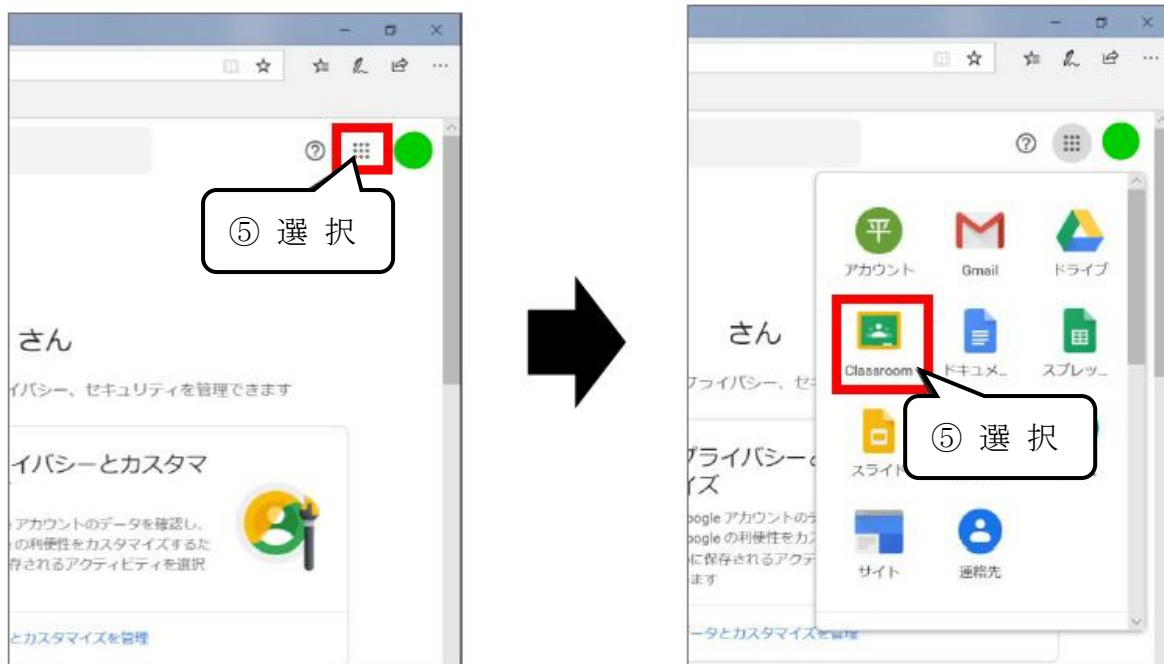 ⑤ 選 択
さん
イバシー、セキュリティを管理できます
イバシーとカスタマ
アカウントのデータを確認し、
の利便性をカスタマイズするた
存されるアクティビティを選択
とカスタマイズを管理
平
アカウント
Gmail
ドライブ
Classroom
ドキュメ...
スプレッ...
⑤ 選 択
スライド
サイト
連絡先
さん
プライバシー、セ
プライバシーと
イズ
oogle アカウントの
oogle の利便性をカス
に保存されるアクテ
ます
ータとカスタマイズを管理